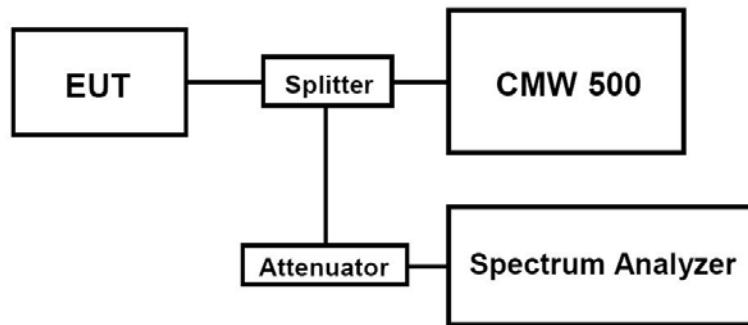 EUT
Splitter
CMW 500
Attenuator
Spectrum Analyzer